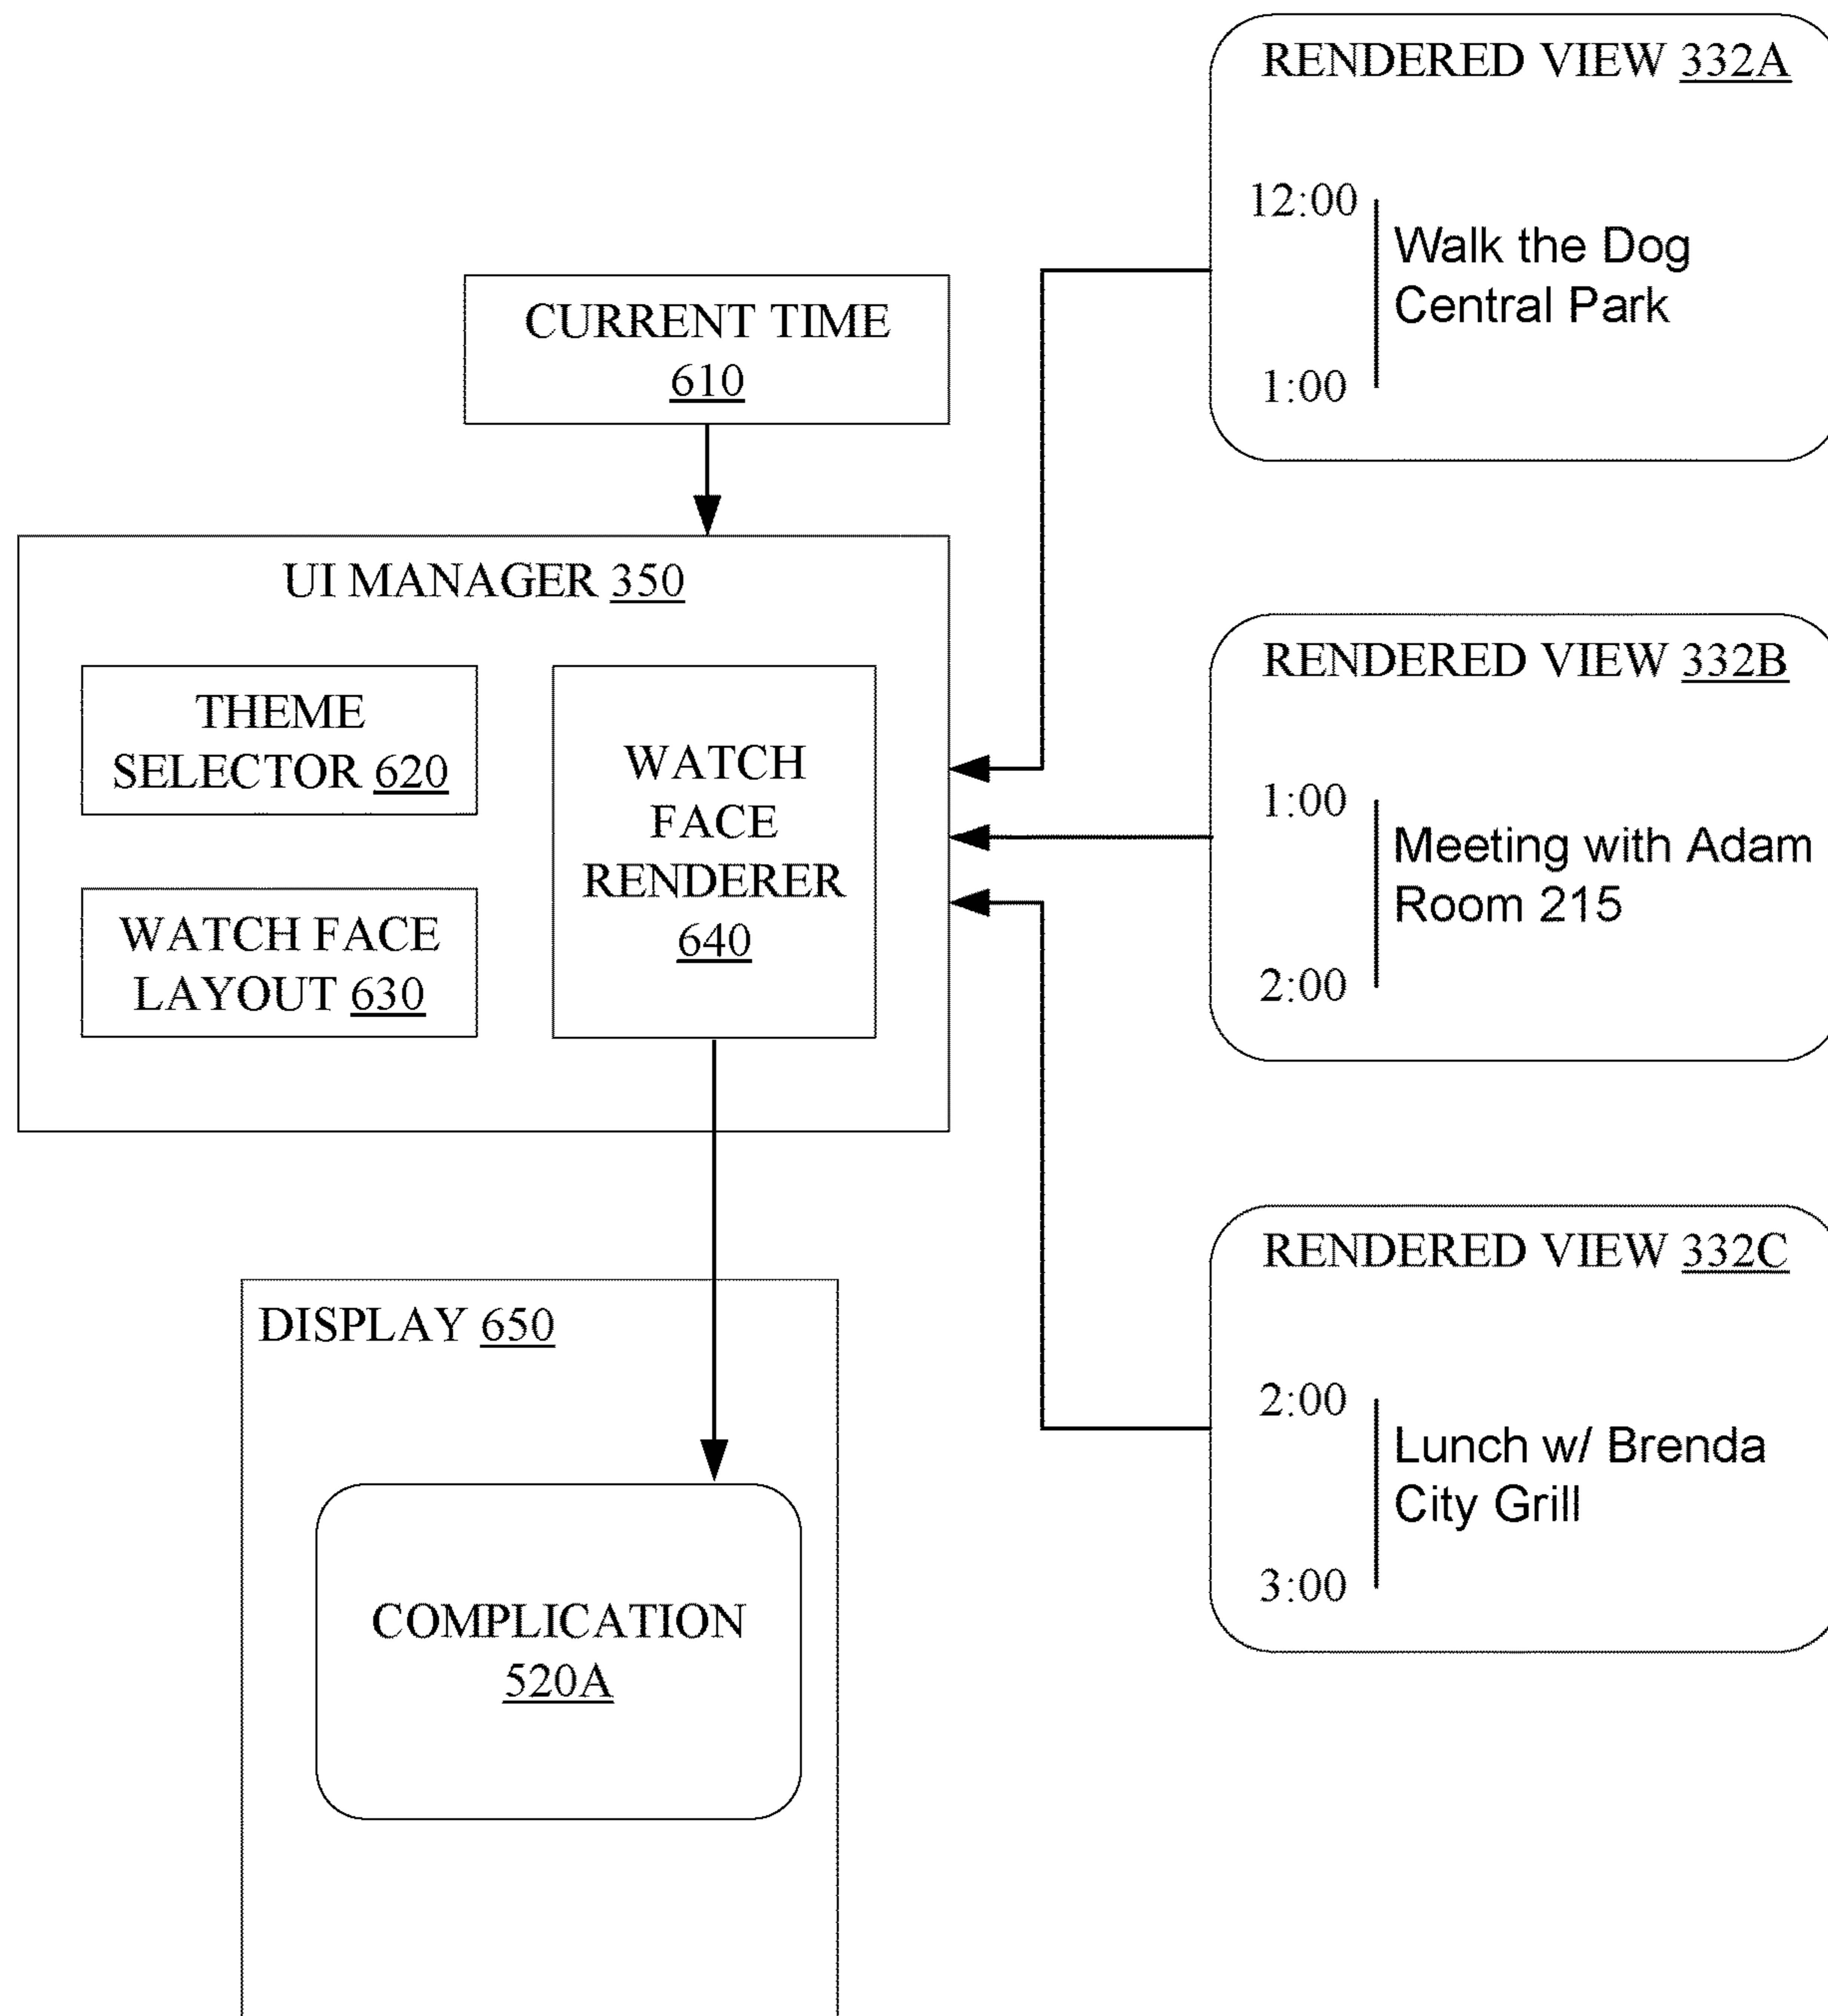 RENDERED VIEW 332A
12:00
Walk the Dog
Central Park
1:00
CURRENT TIME
610
UI MANAGER 350
THEME
SELECTOR 620
WATCH FACE
LAYOUT 630
WATCH
FACE
RENDERER
640
RENDERED VIEW 332B
1:00
Meeting with Adam
Room 215
2:00
RENDERED VIEW 332C
2:00
Lunch w/ Brenda
City Grill
3:00
DISPLAY 650
COMPLICATION
520A